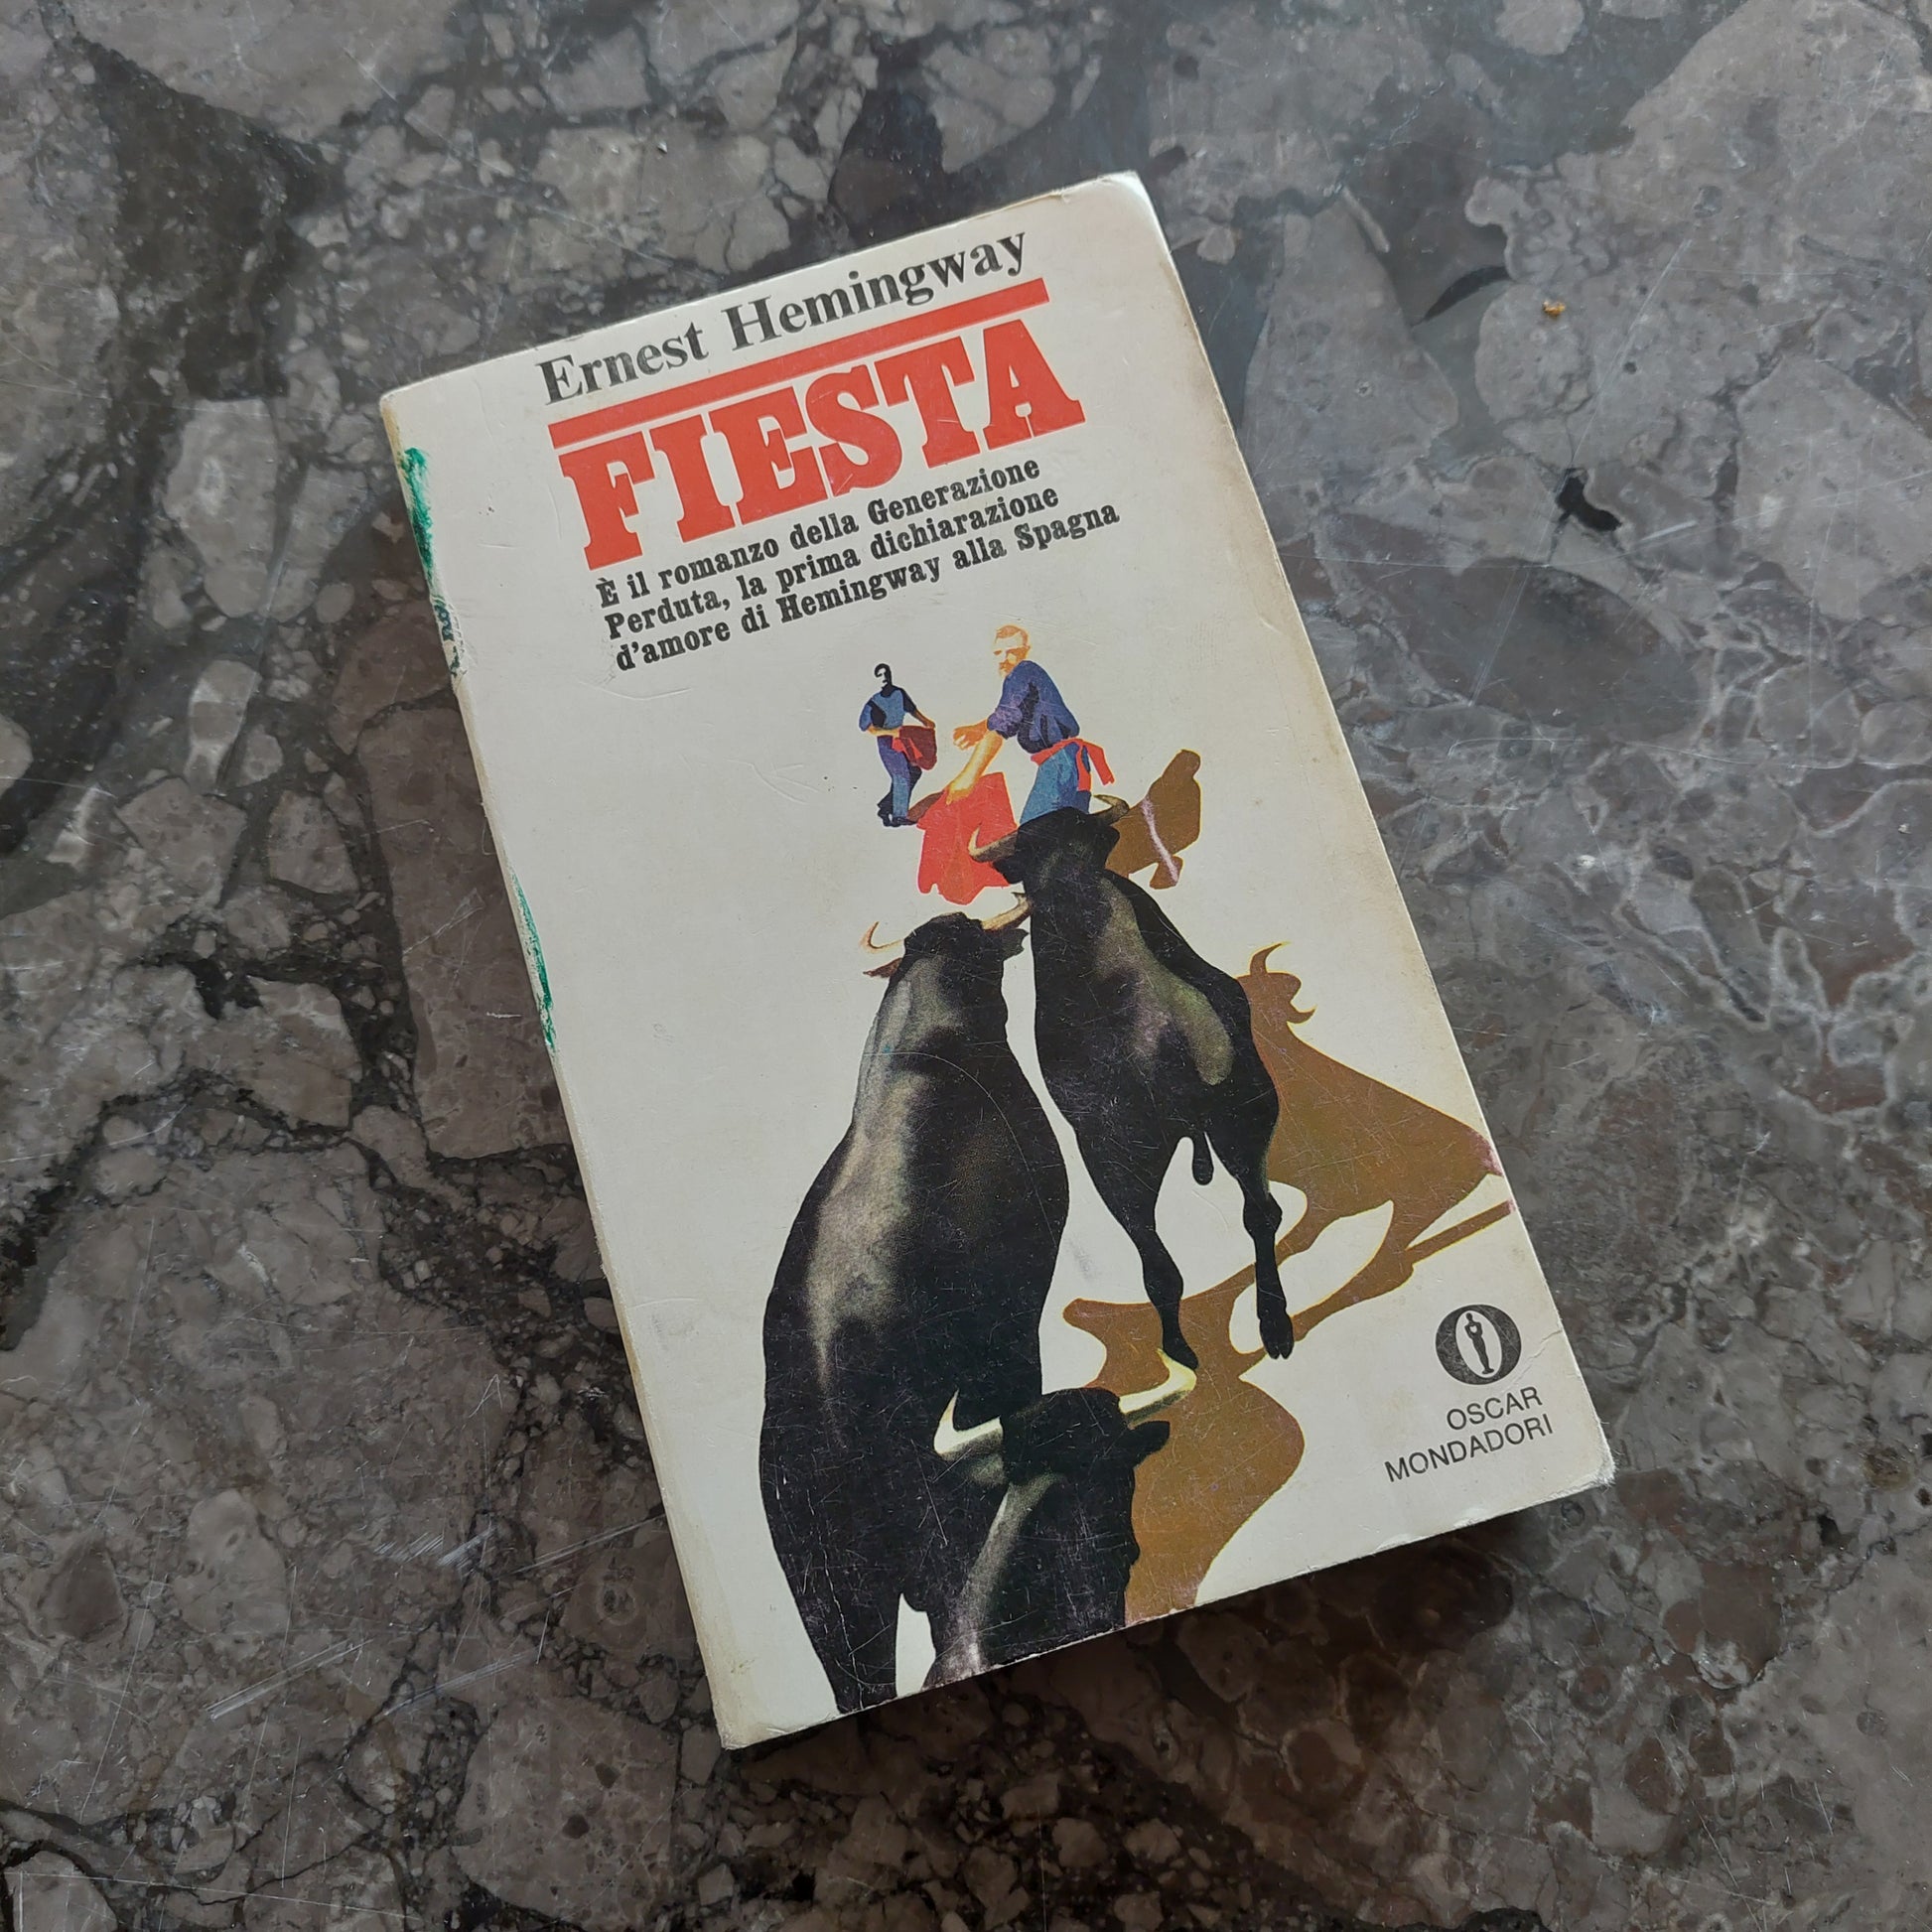 Ernest Hemingway
FIESTA
È il romanzo della Generazione
Perduta, la prima dichiarazione
d'amore di Hemingway alla Spagna
OSCAR
MONDADORI